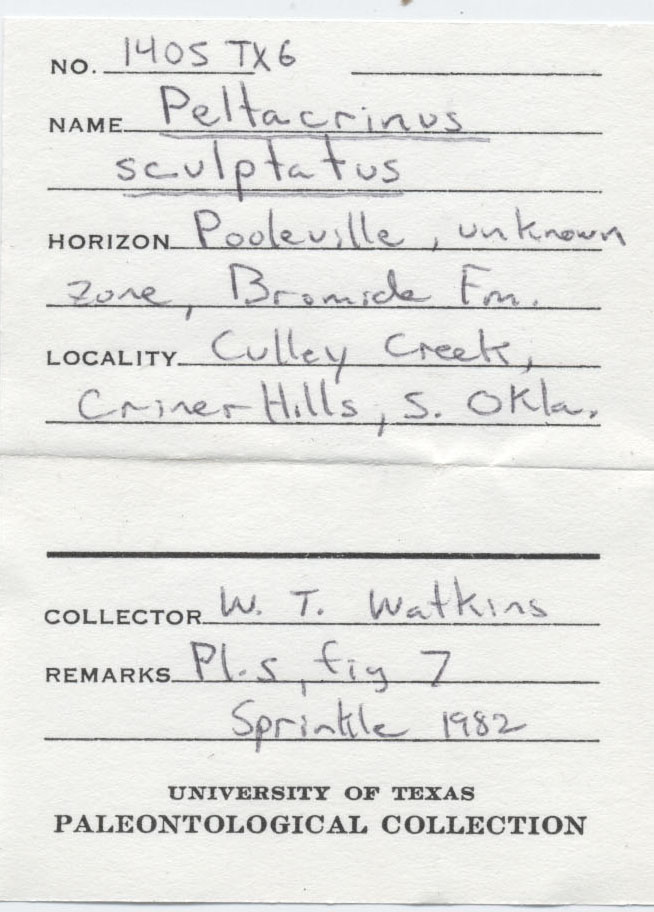 NO. 1405 TX6
NAME Peltacrinus
sculptatus
HORIZON Pooleville, unknown
zone, Bromide Fm.
LOCALITY Culley Creek,
Criner Hills, S. Okla.
COLLECTOR W. T. Watkins
REMARKS Pl. 5, fig 7
Sprinkle 1982
UNIVERSITY OF TEXAS
PALEONTOLOGICAL COLLECTION